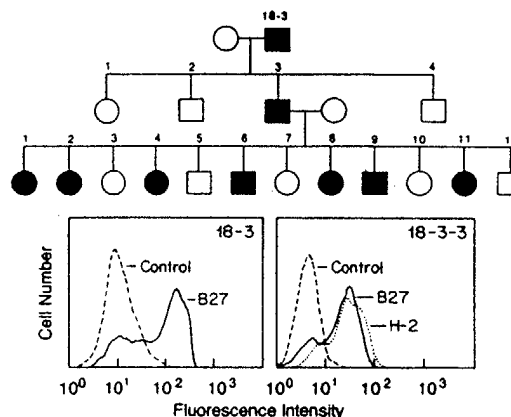 18-3
1 2 3 4
1 2 3 4 5 6 7 8 9 10 11 1
18-3
Control
B27
18-3-3
Control
B27
H-2
Cell Number
10⁰ 10¹ 10² 10³
10⁰ 10¹ 10² 10³
Fluorescence Intensity